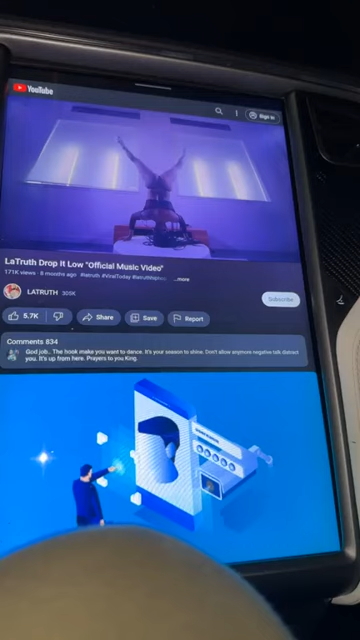 YouTube
Sign in
LaTruth Drop It Low "Official Music Video"
171K views · 8 months ago #latruth #ViralToday ...more
LATRUTH 305K
Subscribe
5.7K
Share
Save
Report
Comments 834
God job.. The hook make you want to dance. It's your season to shine. Don't allow anymore negative talk distract
you. It's up from here. Prayers to you King.